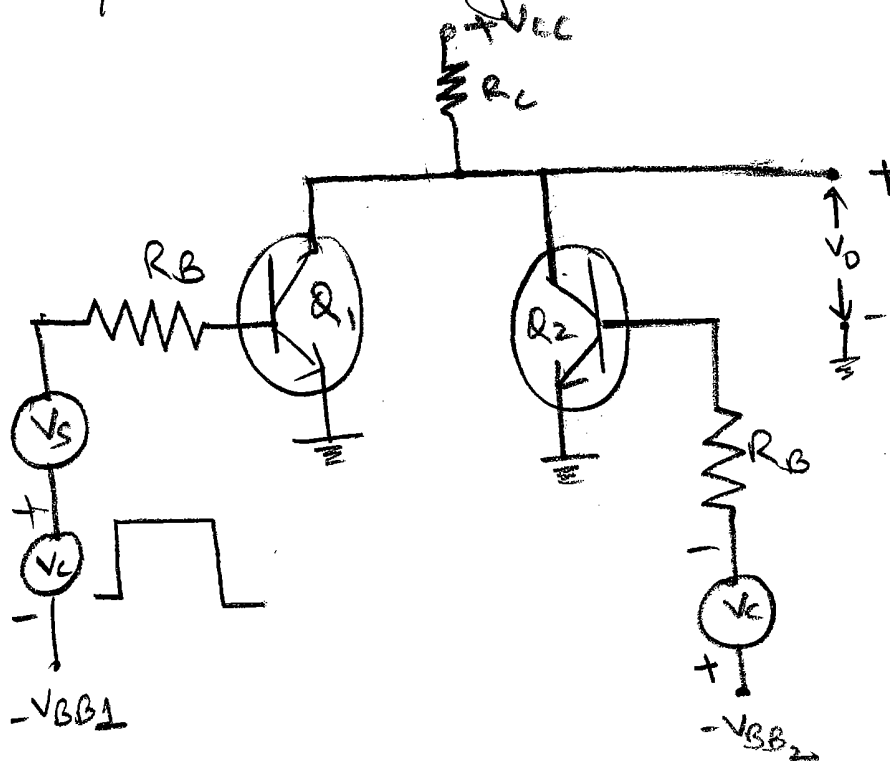 +VCC
RC
+
RB
Q1
Q2
VO
-
VS
RB
+
-
VC
VC
-
+
-VBB1
-VBB2